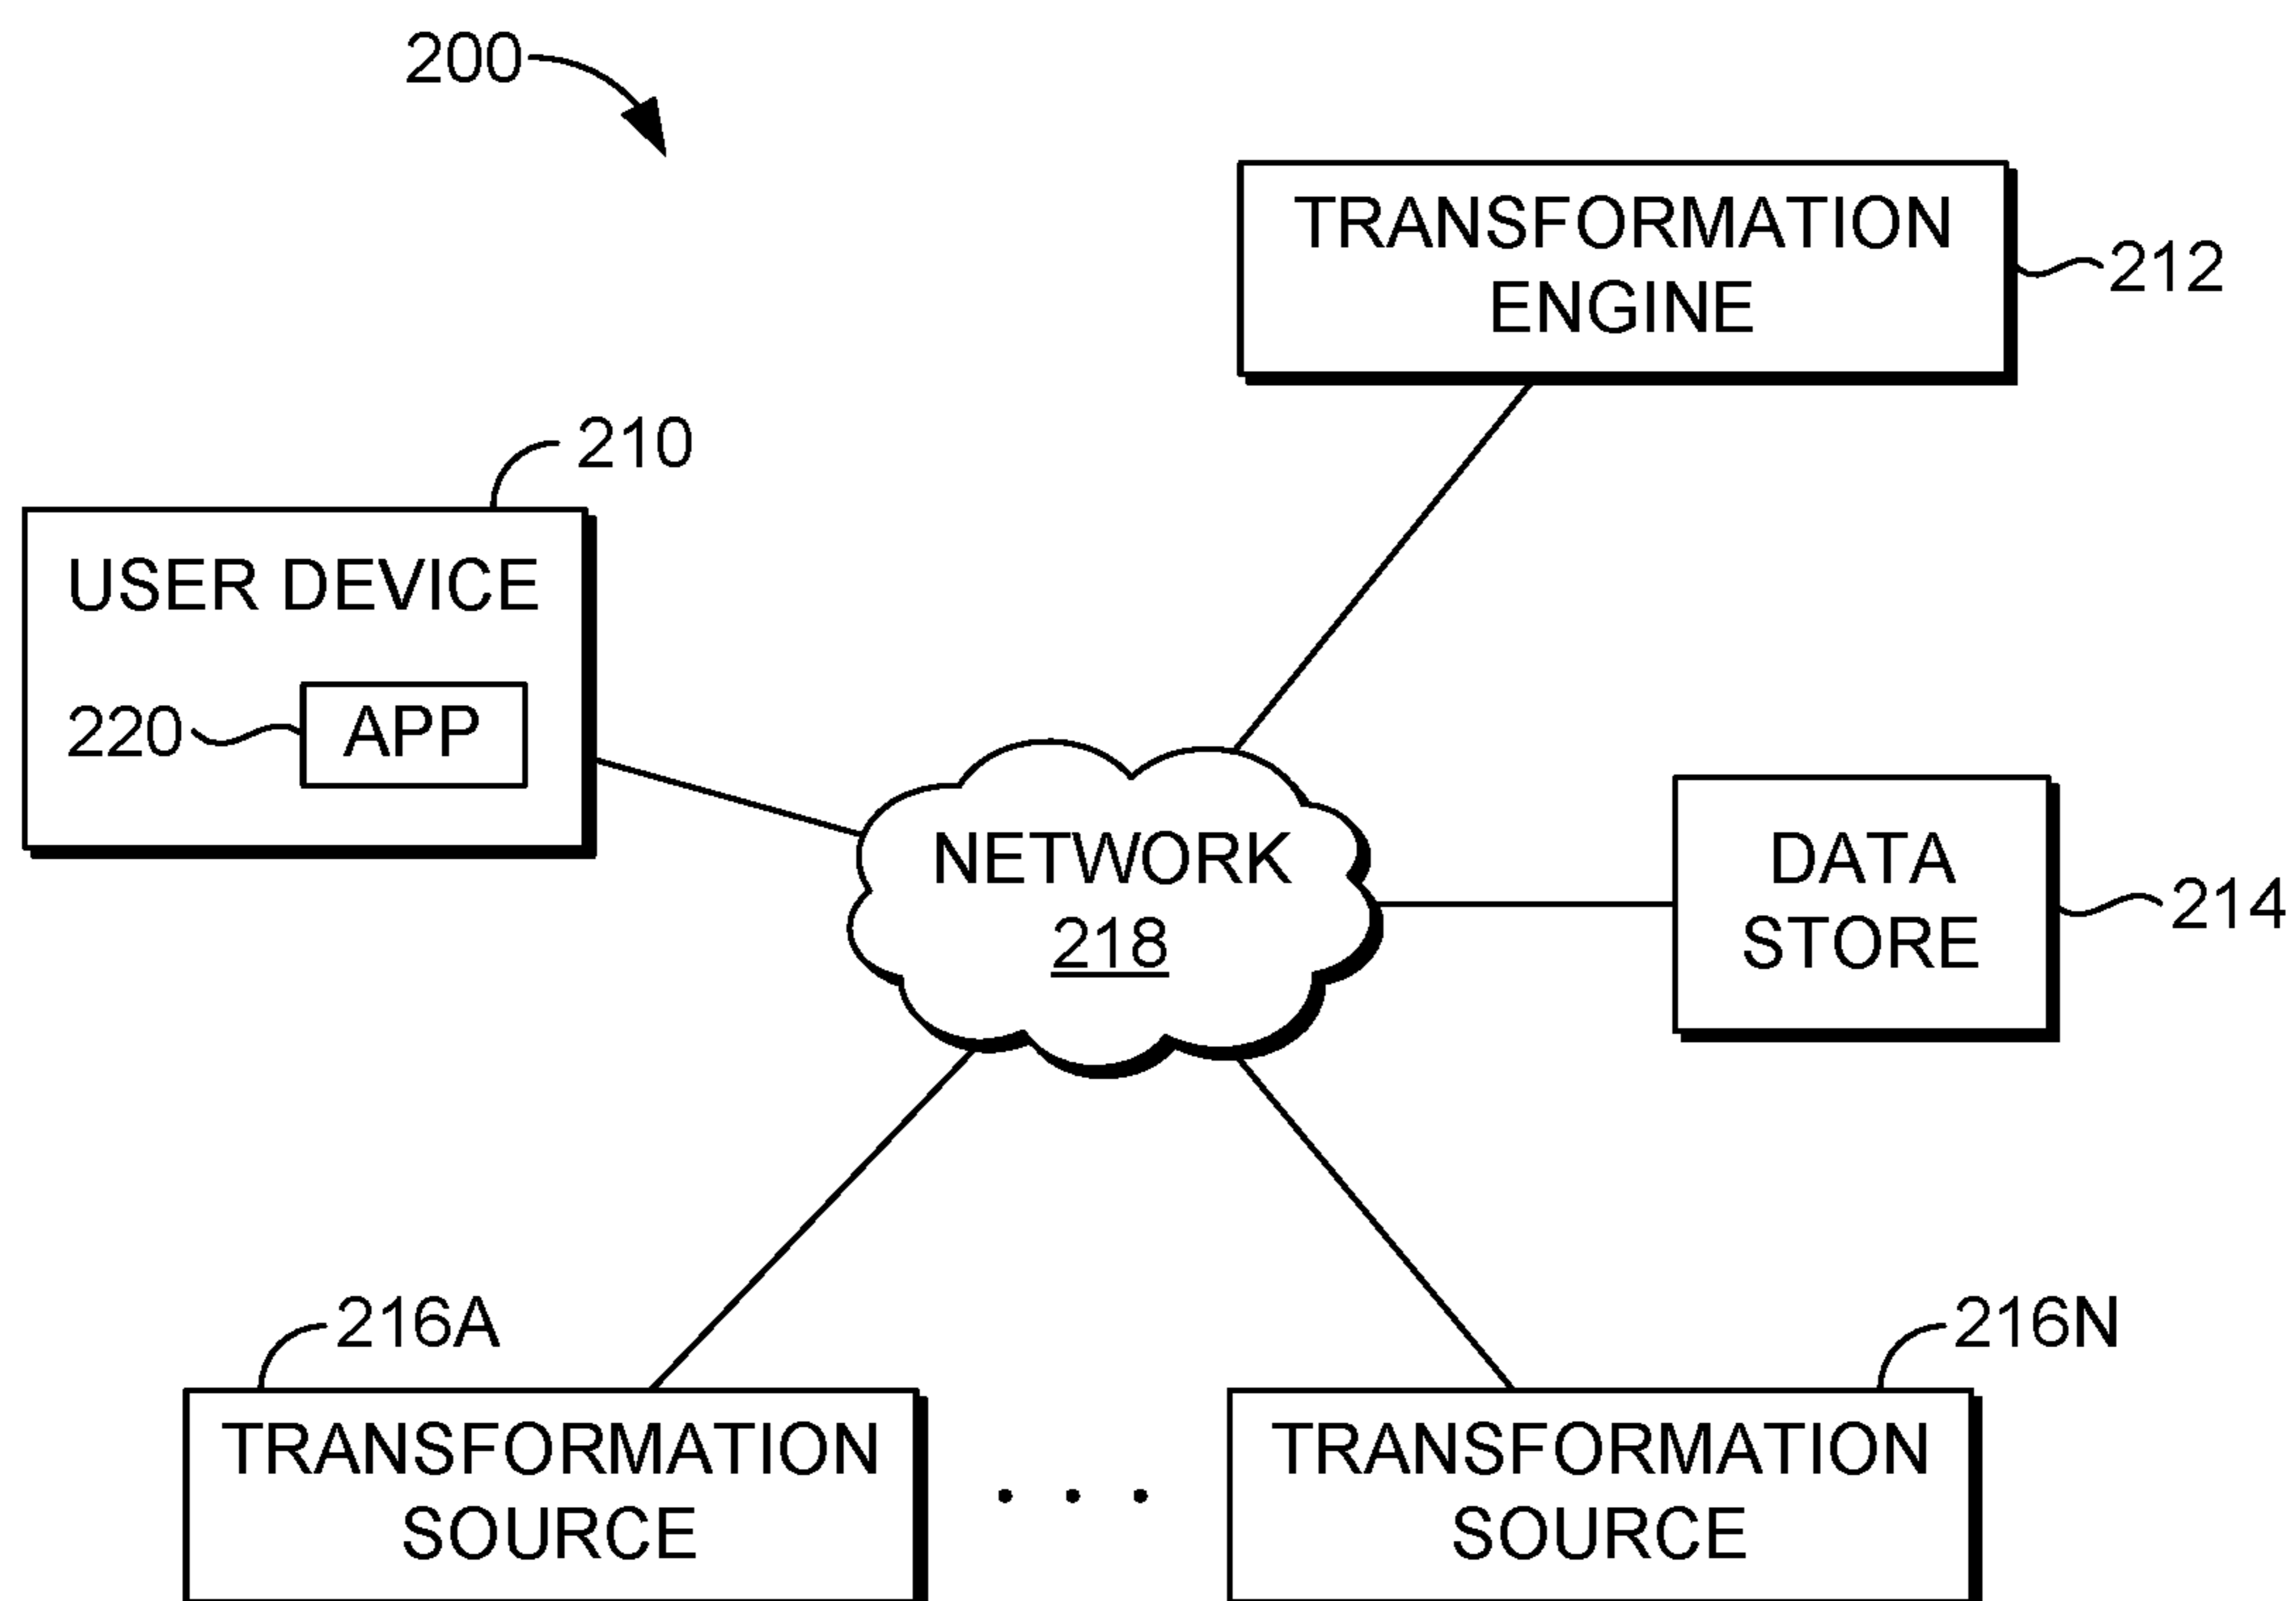 200
TRANSFORMATION
ENGINE
212
210
USER DEVICE
220
APP
NETWORK
218
DATA
STORE
214
216A
TRANSFORMATION
SOURCE
. . .
216N
TRANSFORMATION
SOURCE